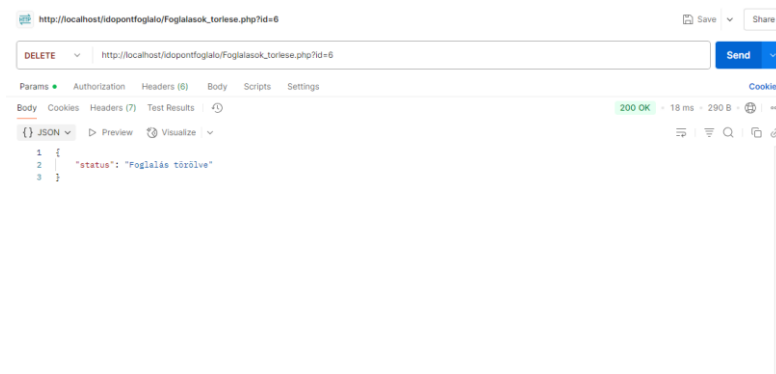 http://localhost/idopontfoglalo/Foglalasok_torlese.php?id=6 Save Share
DELETE http://localhost/idopontfoglalo/Foglalasok_torlese.php?id=6 Send
Params Authorization Headers (6) Body Scripts Settings Cookie
Body Cookies Headers (7) Test Results 200 OK 18 ms 290 B
{} JSON Preview Visualize
1 {
2 "status": "Foglalás törölve"
3 }